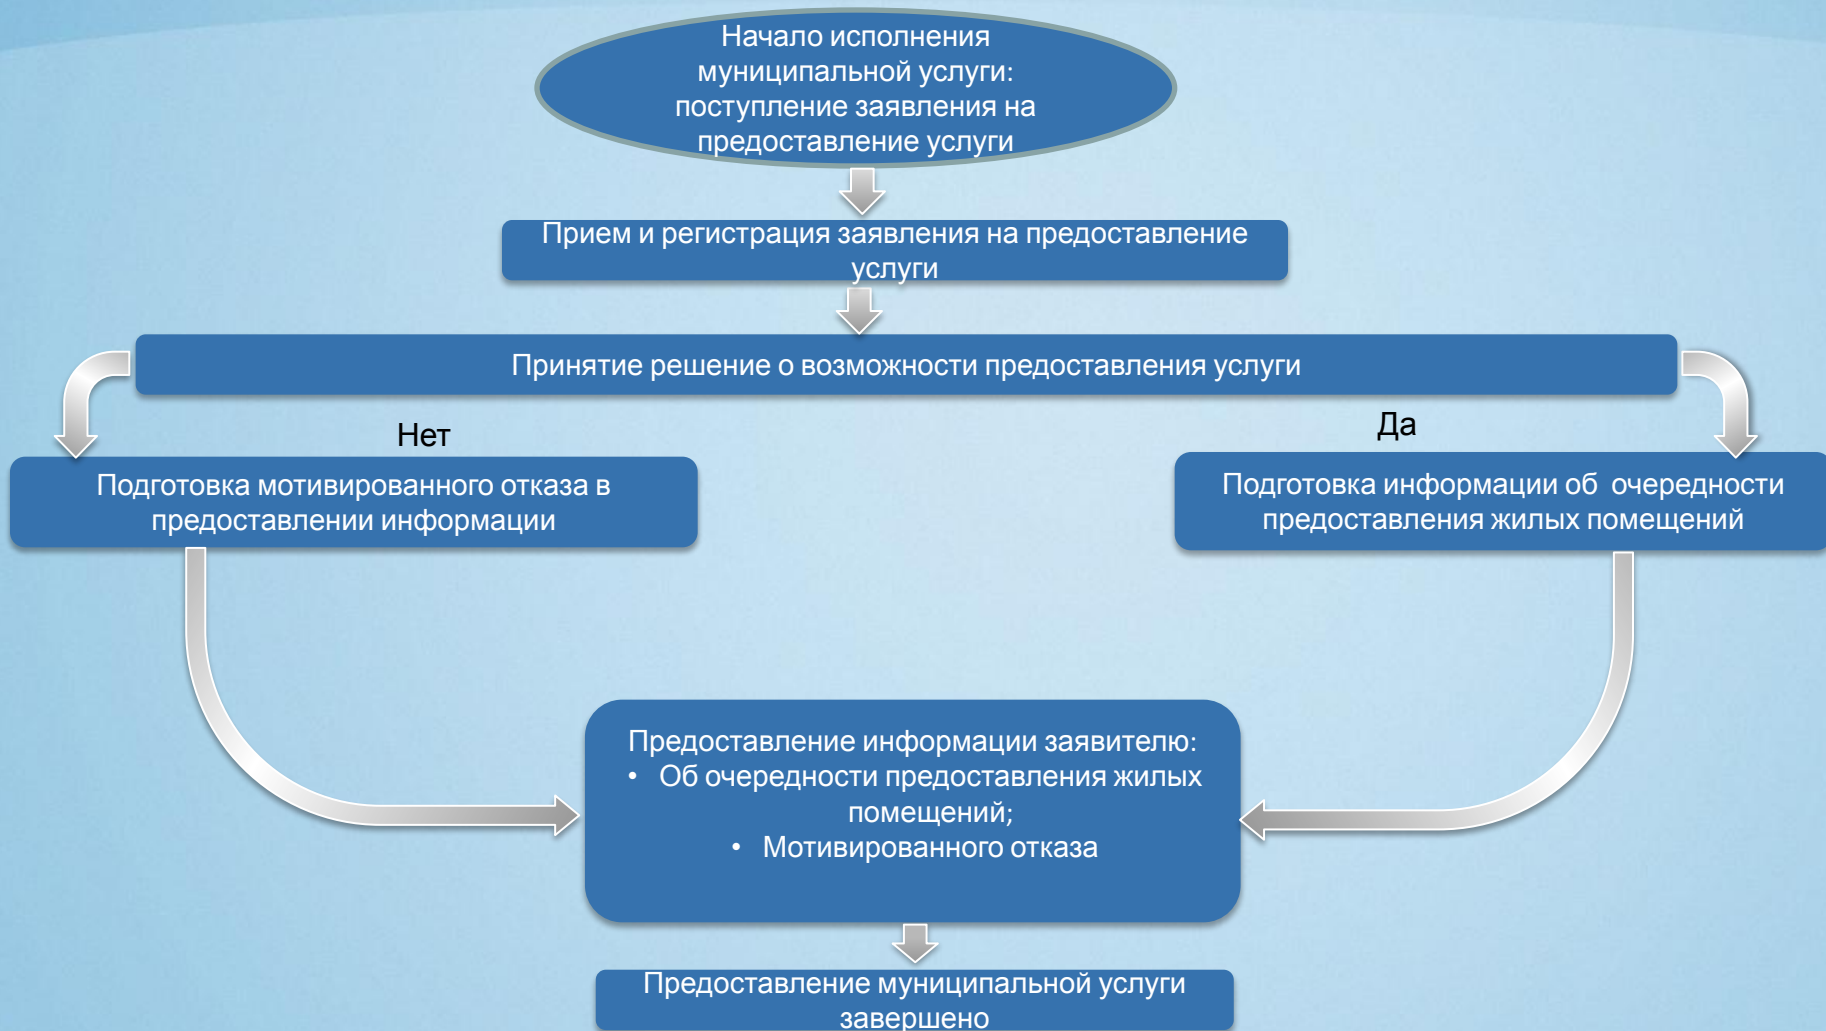 Начало исполнения
муниципальной услуги:
поступление заявления на
предоставление услуги
Прием и регистрация заявления на предоставление
услуги
Принятие решение о возможности предоставления услуги
Нет
Да
Подготовка мотивированного отказа в
предоставлении информации
Подготовка информации об  очередности
предоставления жилых помещений
Предоставление информации заявителю:
• Об очередности предоставления жилых
помещений;
• Мотивированного отказа
Предоставление муниципальной услуги
завершено